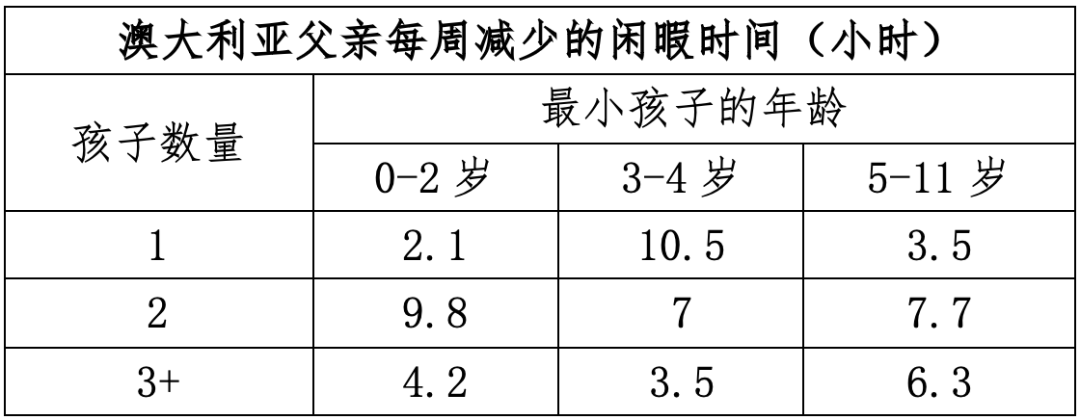 澳大利亚父亲每周减少的闲暇时间（小时）
孩子数量
最小孩子的年龄
0-2 岁 3-4 岁 5-11 岁
1 2.1 10.5 3.5
2 9.8 7 7.7
3+ 4.2 3.5 6.3